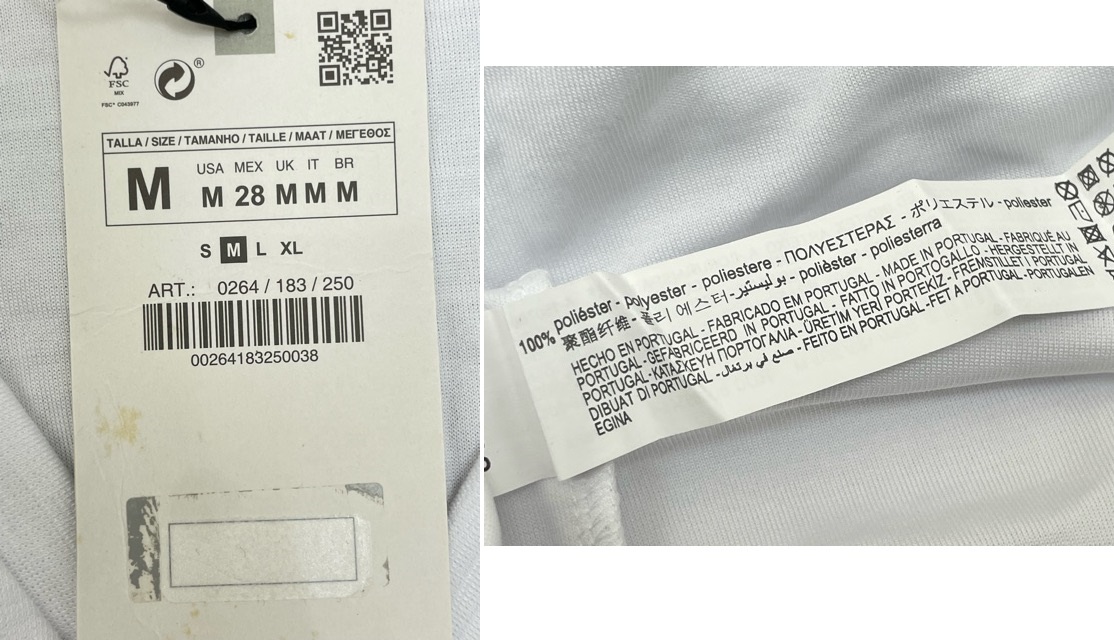 FSC
MIX
FSC® C043977
®
TALLA / SIZE / TAMANHO / TAILLE / MAAT / ΜΕΓΕΘΟΣ
M
USA MEX UK IT BR
M 28 M M M
S M L XL
ART.: 0264 / 183 / 250
00264183250038
100% poliéster - polyester - poliestere - ΠΟΛΥΕΣΤΕΡΑΣ - ポリエステル - poliester
聚酯纤维 - 폴리 에스터 - بوليستير - polièster - poliesterra
HECHO EN PORTUGAL - FABRICADO EM PORTUGAL - MADE IN PORTUGAL - FABRIQUÉ AU
PORTUGAL - GEFABRICEERD IN PORTUGAL - FATTO IN PORTOGALLO - HERGESTELLT IN
PORTUGAL - ΚΑΤΑΣΚΕΥΗ ΠΟΡΤΟΓΑΛΙΑ - ÜRETİM YERİ PORTEKİZ - FREMSTILLET I PORTUGAL
DIBUAT DI PORTUGAL - صنع في برتغال - FEITO EN PORTUGAL - FET A PORTUGAL - PORTUGALEN
EGINA